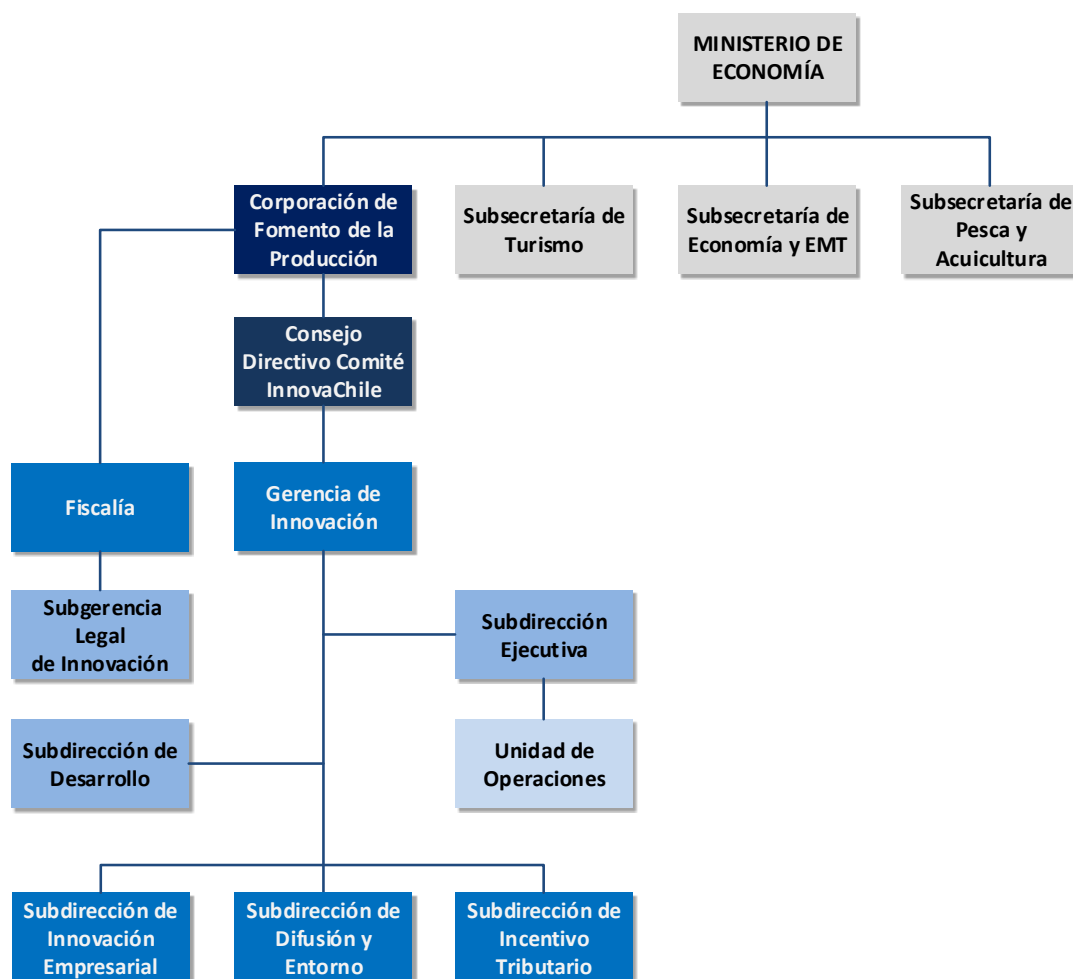 MINISTERIO DE
ECONOMÍA
Corporación de
Fomento de la
Producción
Subsecretaría de
Turismo
Subsecretaría de
Economía y EMT
Subsecretaría de
Pesca y
Acuicultura
Consejo
Directivo Comité
InnovaChile
Fiscalía
Gerencia de
Innovación
Subgerencia
Legal
de Innovación
Subdirección
Ejecutiva
Subdirección de
Desarrollo
Unidad de
Operaciones
Subdirección de
Innovación
Empresarial
Subdirección de
Difusión y
Entorno
Subdirección de
Incentivo
Tributario